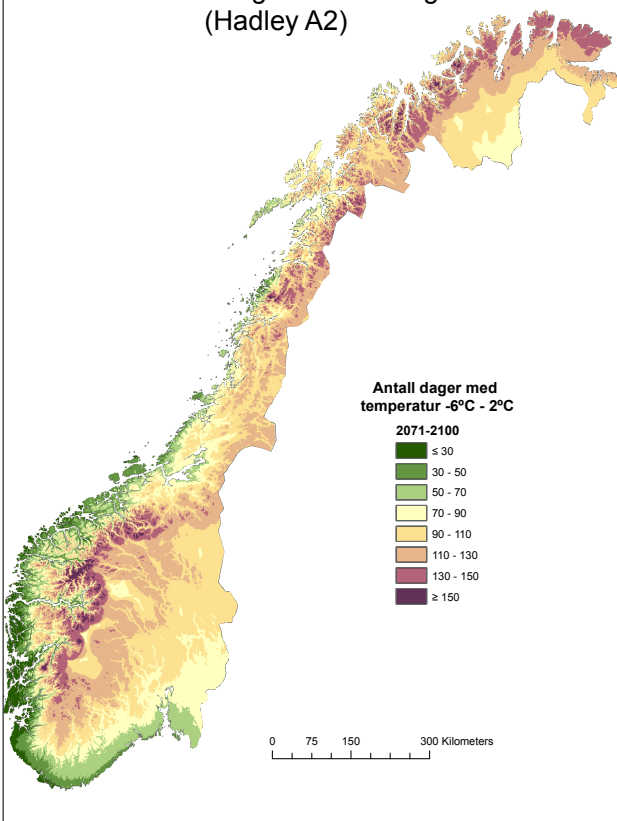 (Hadley A2)
Antall dager med
temperatur -6ºC - 2ºC
2071-2100
≤ 30
30 - 50
50 - 70
70 - 90
90 - 110
110 - 130
130 - 150
≥ 150
0 75 150 300 Kilometers